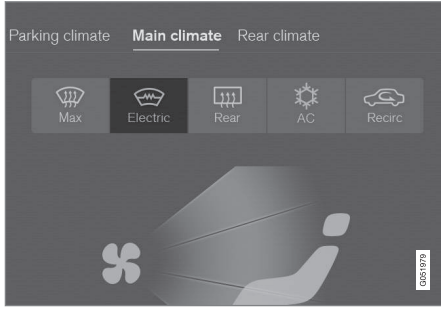 Parking climate Main climate Rear climate
Max Electric Rear AC Recirc
G051979